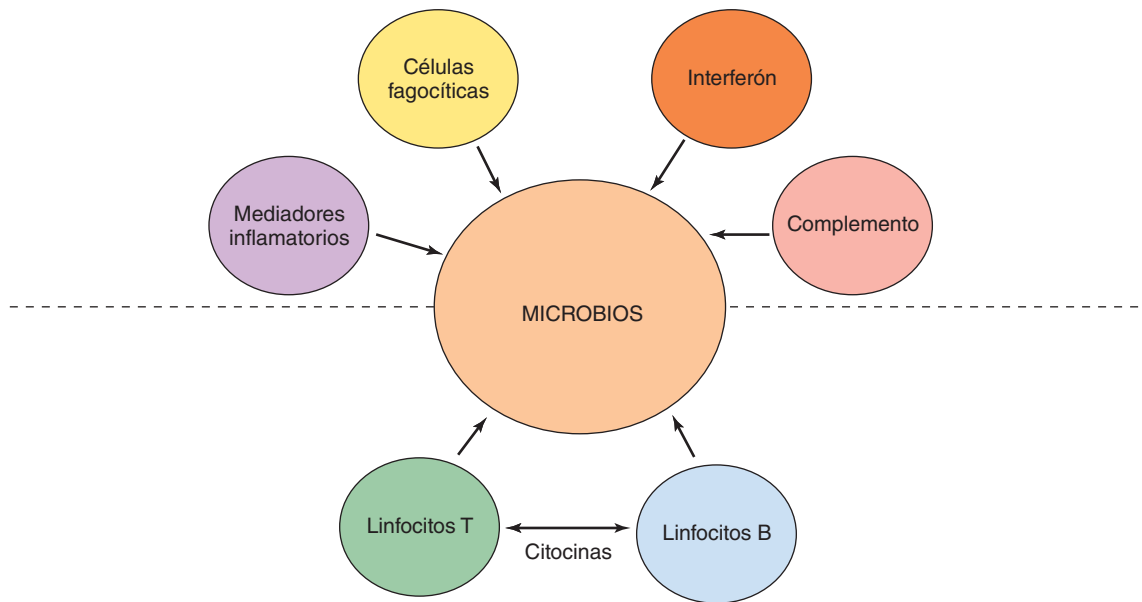 Células
fagocíticas
Interferón
Mediadores
inflamatorios
Complemento
MICROBIOS
Linfocitos T
Linfocitos B
Citocinas